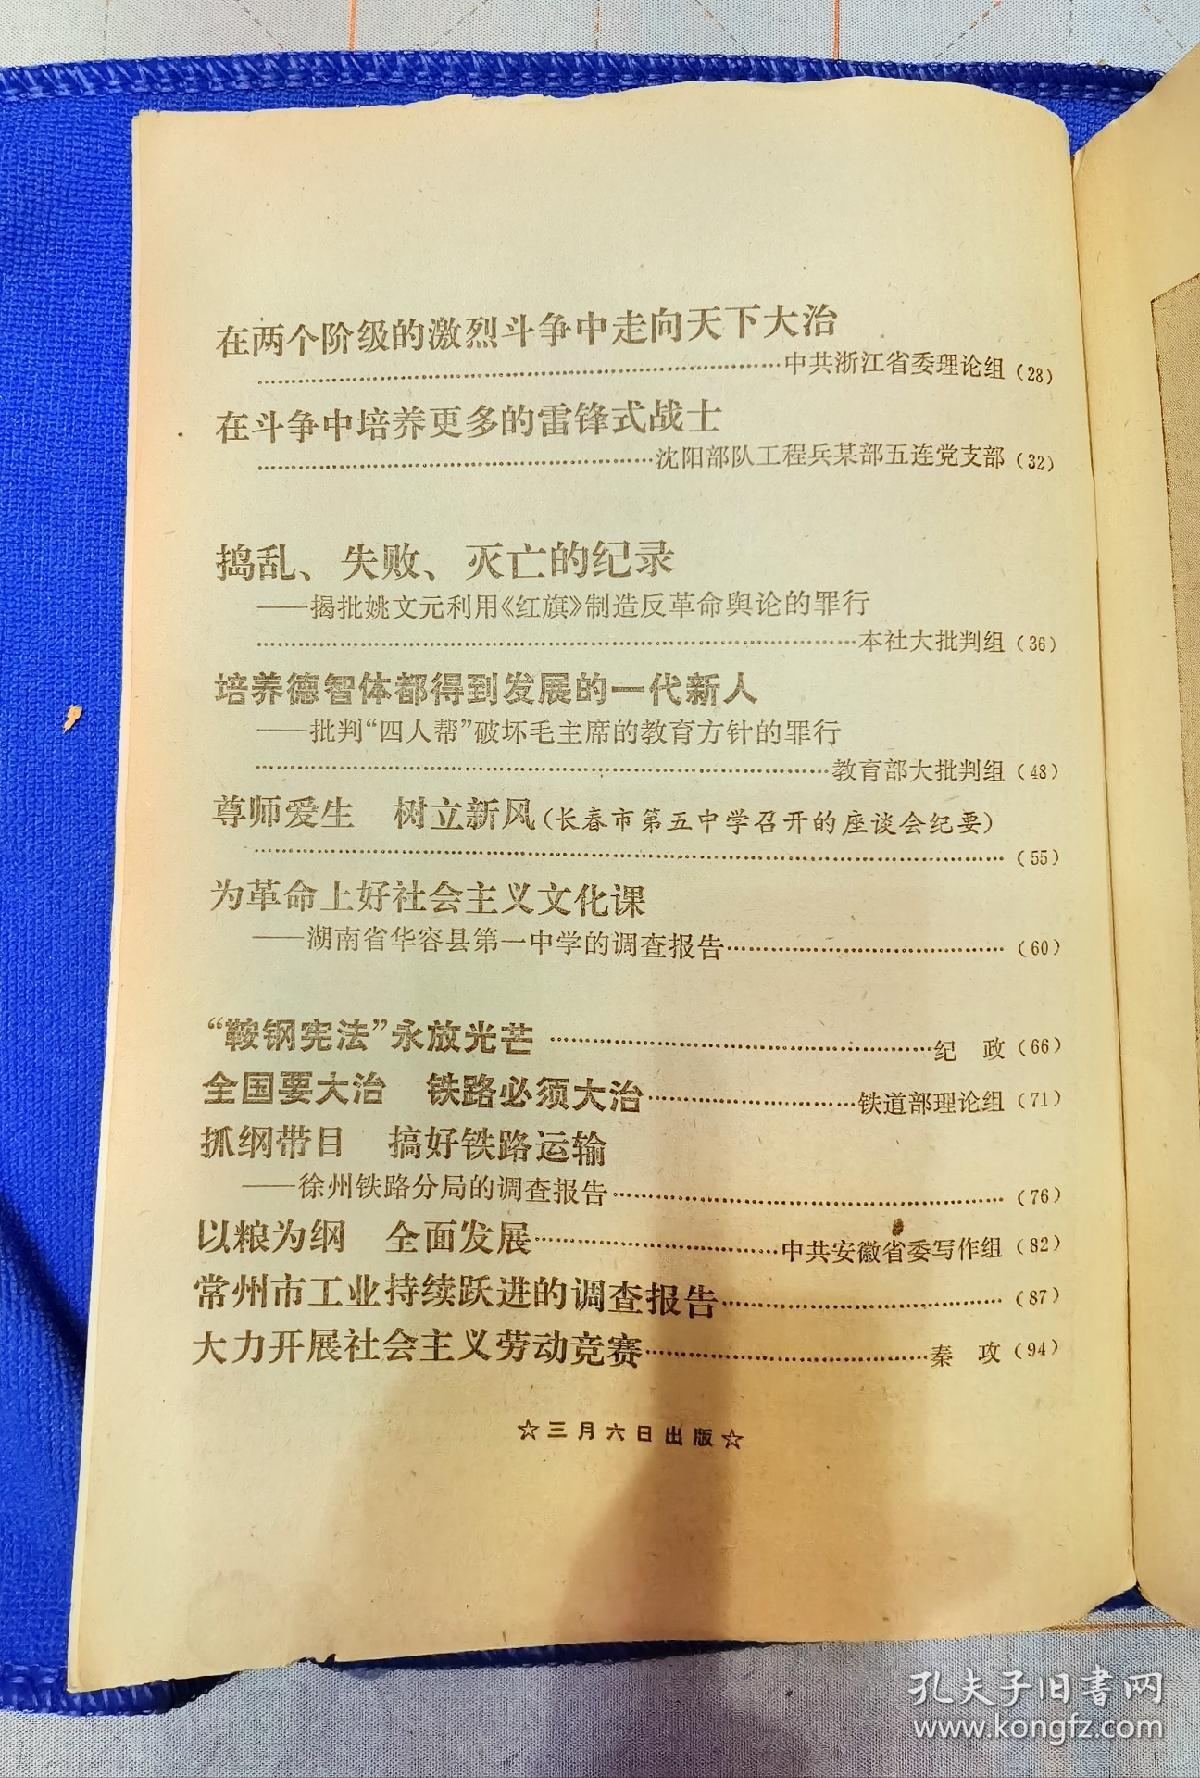 在两个阶级的激烈斗争中走向天下大治
……中共浙江省委理论组(28)
在斗争中培养更多的雷锋式战士
……沈阳部队工程兵某部五连党支部(32)
捣乱、失败、灭亡的纪录
——揭批姚文元利用《红旗》制造反革命舆论的罪行
……本社大批判组(36)
培养德智体都得到发展的一代新人
——批判“四人帮”破坏毛主席的教育方针的罪行
……教育部大批判组(48)
尊师爱生 树立新风(长春市第五中学召开的座谈会纪要)
……(55)
为革命上好社会主义文化课
——湖南省华容县第一中学的调查报告……(60)
“鞍钢宪法”永放光芒……纪 政(66)
全国要大治 铁路必须大治……铁道部理论组(71)
抓纲带目 搞好铁路运输
——徐州铁路分局的调查报告……(76)
以粮为纲 全面发展……中共安徽省委写作组(82)
常州市工业持续跃进的调查报告……(87)
大力开展社会主义劳动竞赛……秦 攻(94)
☆三月六日出版☆
孔夫子旧书网
www.kongfz.com